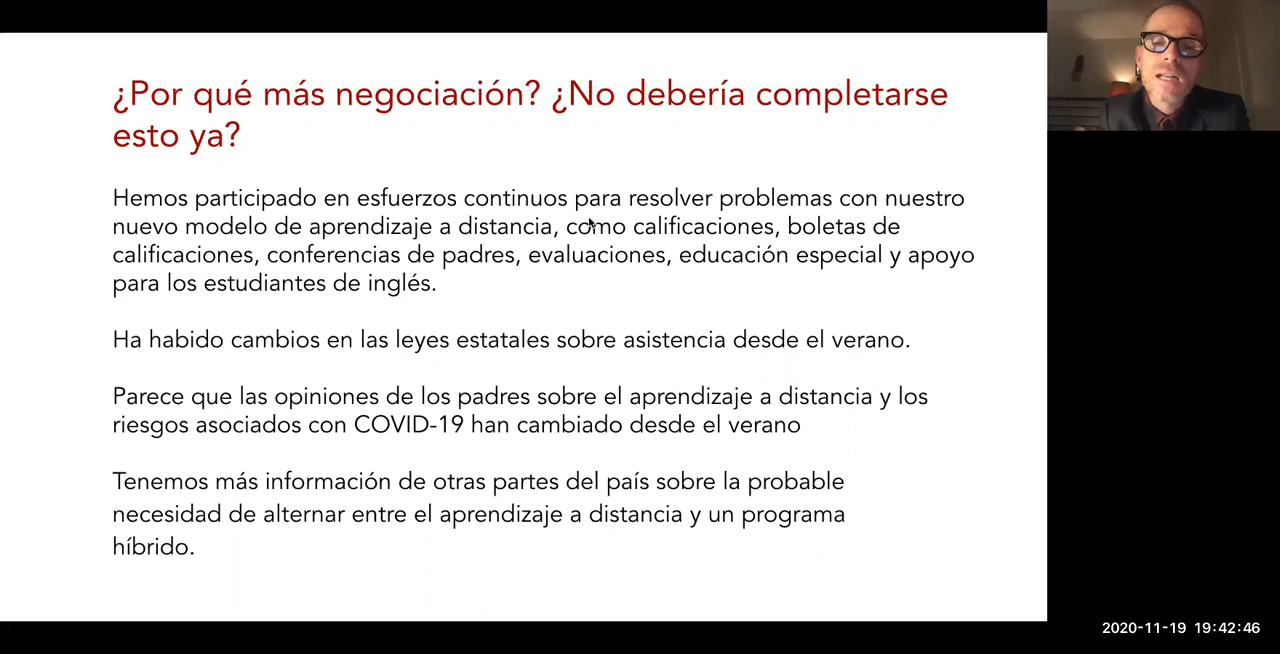 ¿Por qué más negociación? ¿No debería completarse
esto ya?
Hemos participado en esfuerzos continuos para resolver problemas con nuestro
nuevo modelo de aprendizaje a distancia, como calificaciones, boletas de
calificaciones, conferencias de padres, evaluaciones, educación especial y apoyo
para los estudiantes de inglés.
Ha habido cambios en las leyes estatales sobre asistencia desde el verano.
Parece que las opiniones de los padres sobre el aprendizaje a distancia y los
riesgos asociados con COVID-19 han cambiado desde el verano
Tenemos más información de otras partes del país sobre la probable
necesidad de alternar entre el aprendizaje a distancia y un programa
híbrido.
2020-11-19 19:42:46